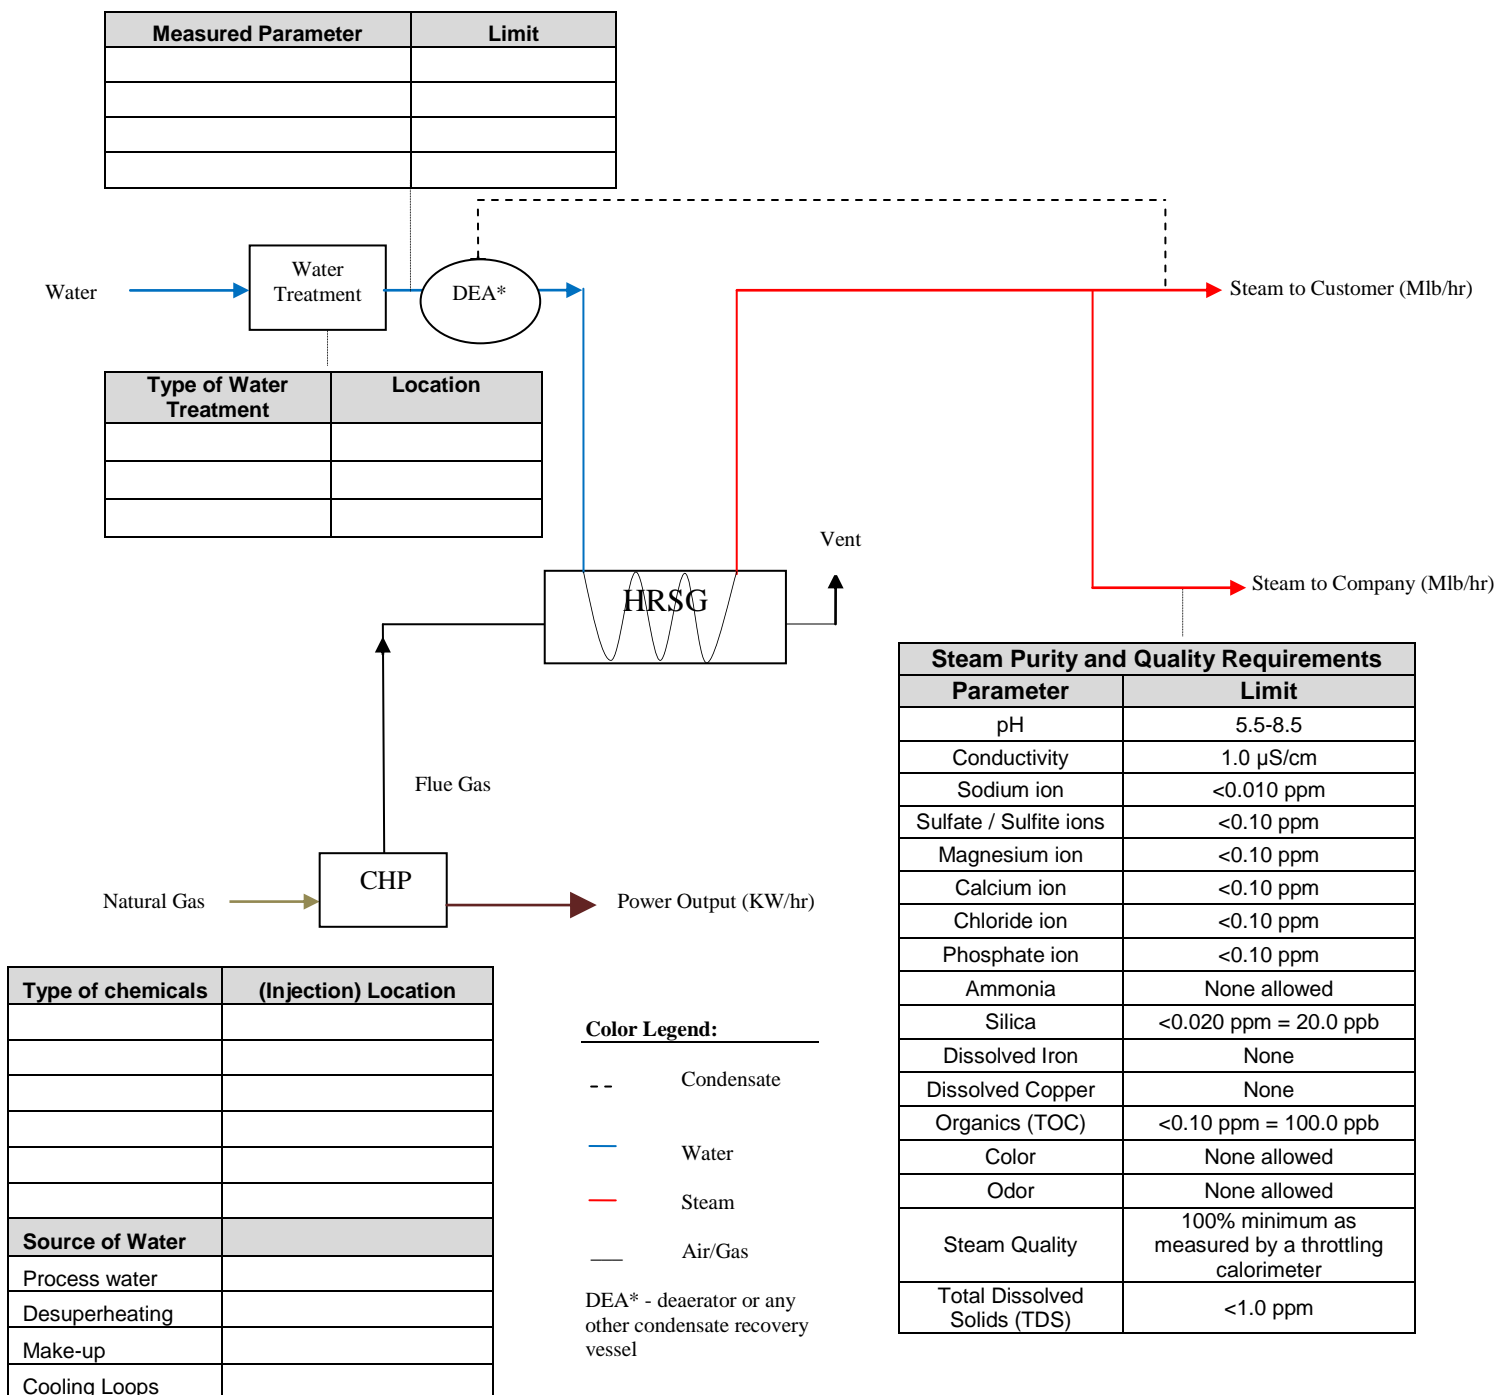 Measured Parameter Limit
Water
Water
Treatment
DEA*
Steam to Customer (Mlb/hr)
Type of Water
Treatment
Location
Vent
HRSG
Steam to Company (Mlb/hr)
Flue Gas
Natural Gas
CHP
Power Output (KW/hr)
Steam Purity and Quality Requirements
Parameter Limit
pH 5.5-8.5
Conductivity 1.0 µS/cm
Sodium ion <0.010 ppm
Sulfate / Sulfite ions <0.10 ppm
Magnesium ion <0.10 ppm
Calcium ion <0.10 ppm
Chloride ion <0.10 ppm
Phosphate ion <0.10 ppm
Ammonia None allowed
Silica <0.020 ppm = 20.0 ppb
Dissolved Iron None
Dissolved Copper None
Organics (TOC) <0.10 ppm = 100.0 ppb
Color None allowed
Odor None allowed
Steam Quality
100% minimum as
measured by a throttling
calorimeter
Total Dissolved
Solids (TDS)
<1.0 ppm
Type of chemicals (Injection) Location
Source of Water
Process water
Desuperheating
Make-up
Cooling Loops
Color Legend:
Condensate
Water
Steam
Air/Gas
DEA* - deaerator or any
other condensate recovery
vessel